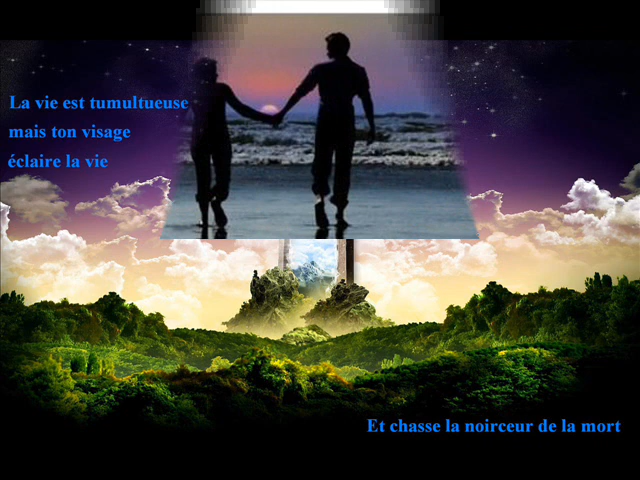 La vie est tumultueuse
mais ton visage
éclaire la vie
Et chasse la noirceur de la mort